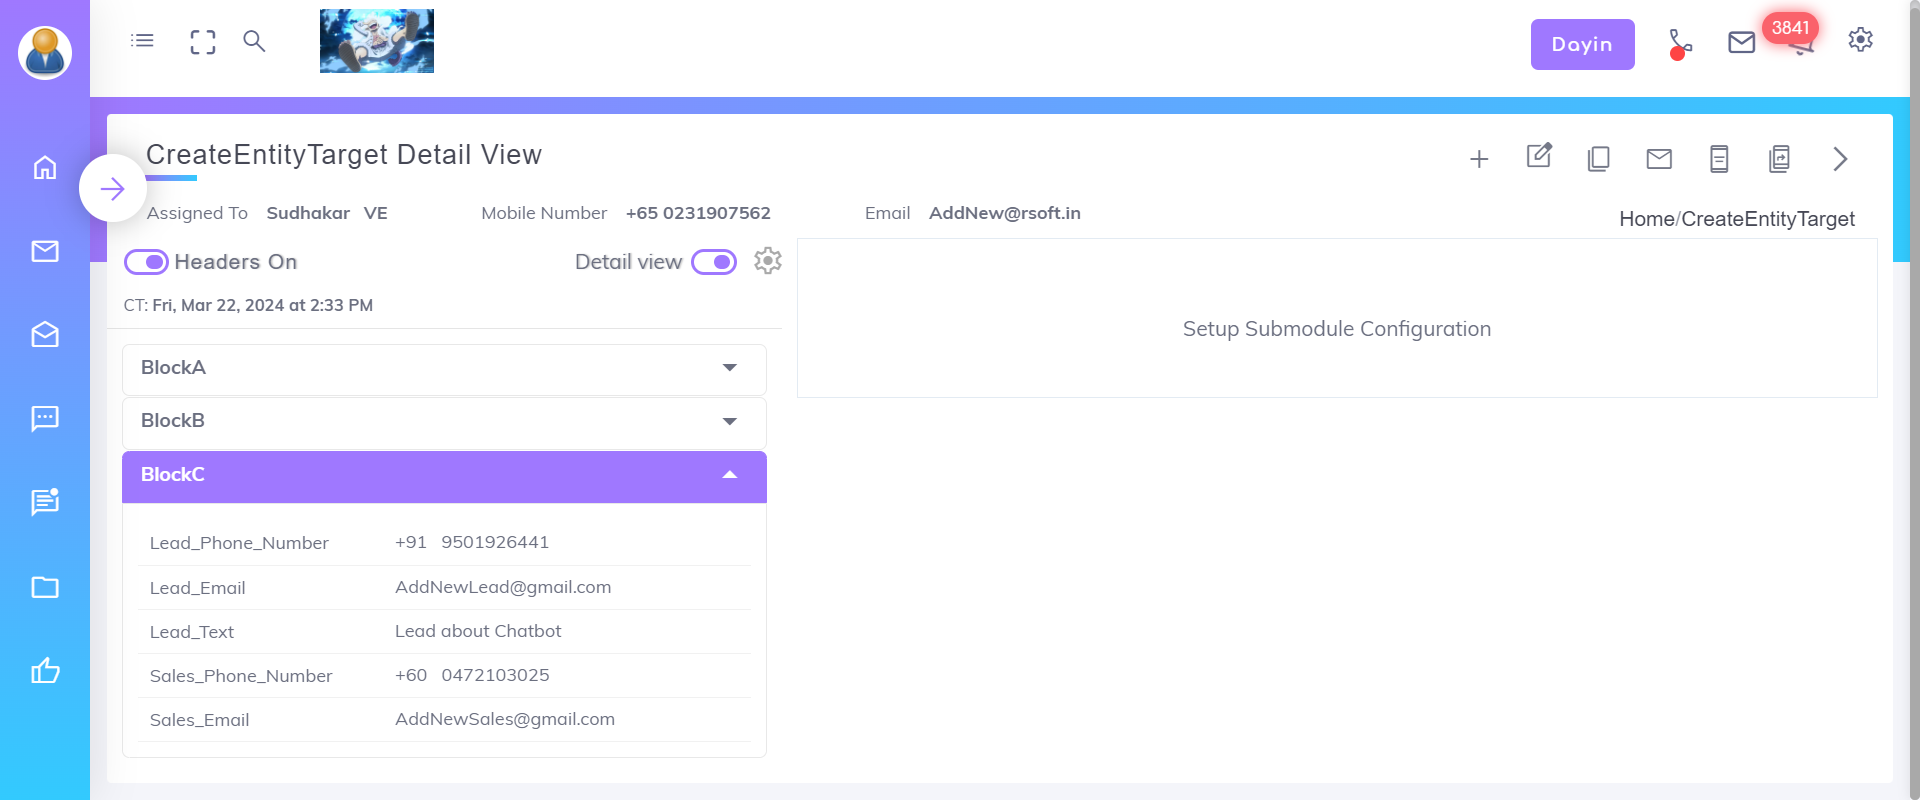 Dayin
3841
CreateEntityTarget Detail View
Assigned To Sudhakar VE Mobile Number +65 0231907562 Email AddNew@rsoft.in
Home/CreateEntityTarget
Headers On Detail view
CT: Fri, Mar 22, 2024 at 2:33 PM
Setup Submodule Configuration
BlockA
BlockB
BlockC
Lead_Phone_Number +91 9501926441
Lead_Email AddNewLead@gmail.com
Lead_Text Lead about Chatbot
Sales_Phone_Number +60 0472103025
Sales_Email AddNewSales@gmail.com